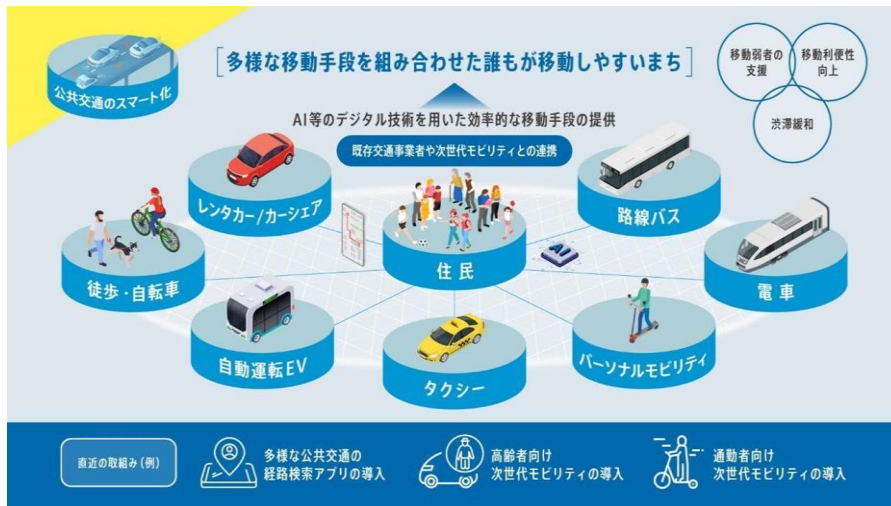 公共交通のスマート化
[多様な移動手段を組み合わせた誰もが移動しやすいまち]
AI等のデジタル技術を用いた効率的な移動手段の提供
既存交通事業者や次世代モビリティとの連携
移動弱者の
支援
移動利便性
向上
渋滞緩和
レンタカー/カーシェア
路線バス
住民
AI
徒歩・自転車
電車
自動運転EV
タクシー
パーソナルモビリティ
直近の取組み(例)
多様な公共交通の
経路検索アプリの導入
高齢者向け
次世代モビリティの導入
通勤者向け
次世代モビリティの導入